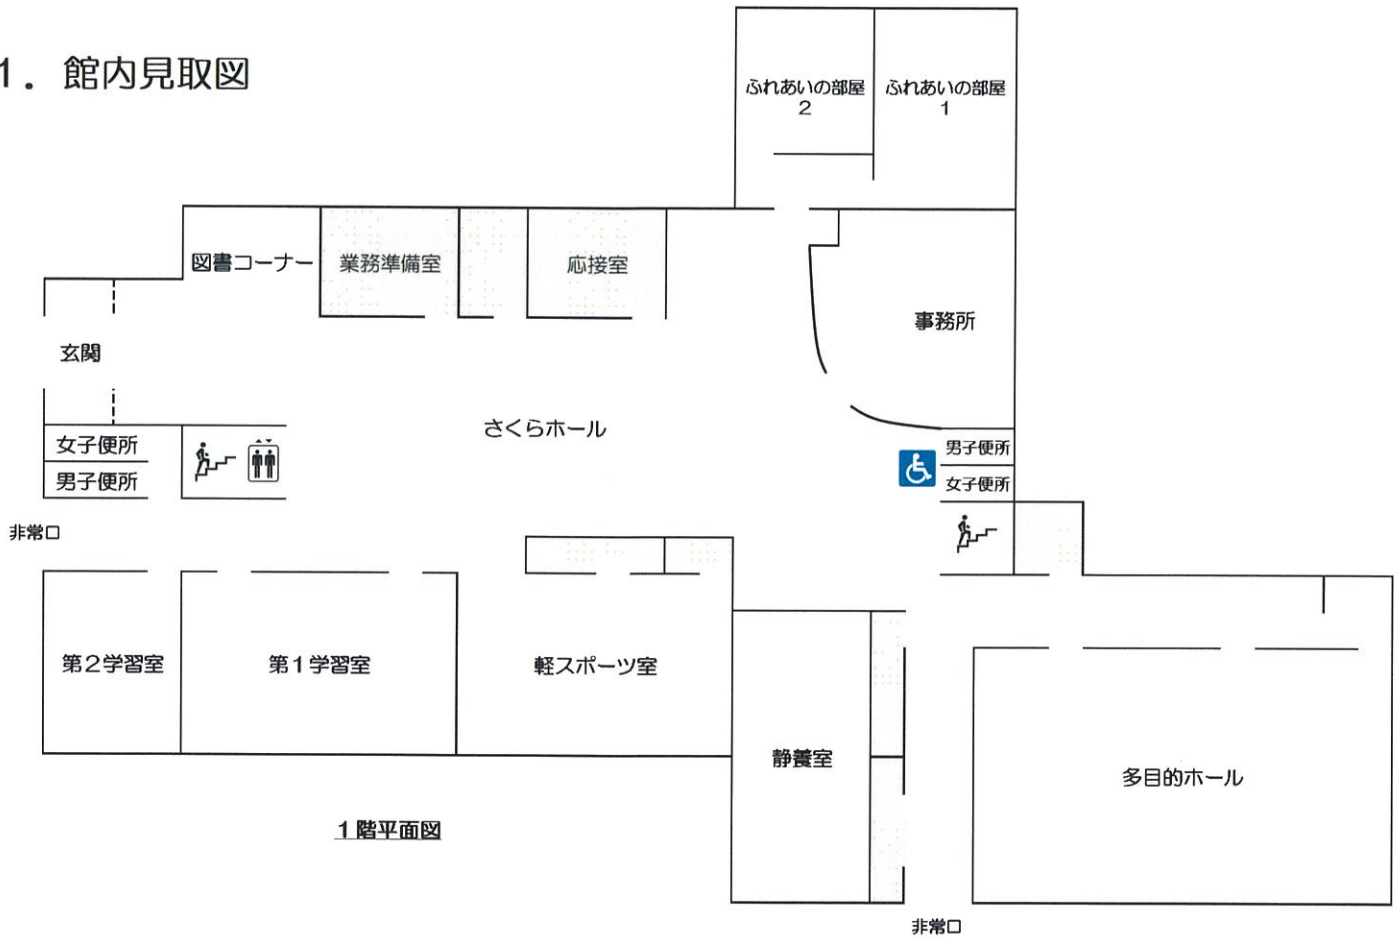 1．館内見取図
ふれあいの部屋
2
ふれあいの部屋
1
図書コーナー
業務準備室
応接室
事務所
玄関
さくらホール
女子便所
男子便所
男子便所
女子便所
非常口
第2学習室
第1学習室
軽スポーツ室
静養室
多目的ホール
1階平面図
非常口